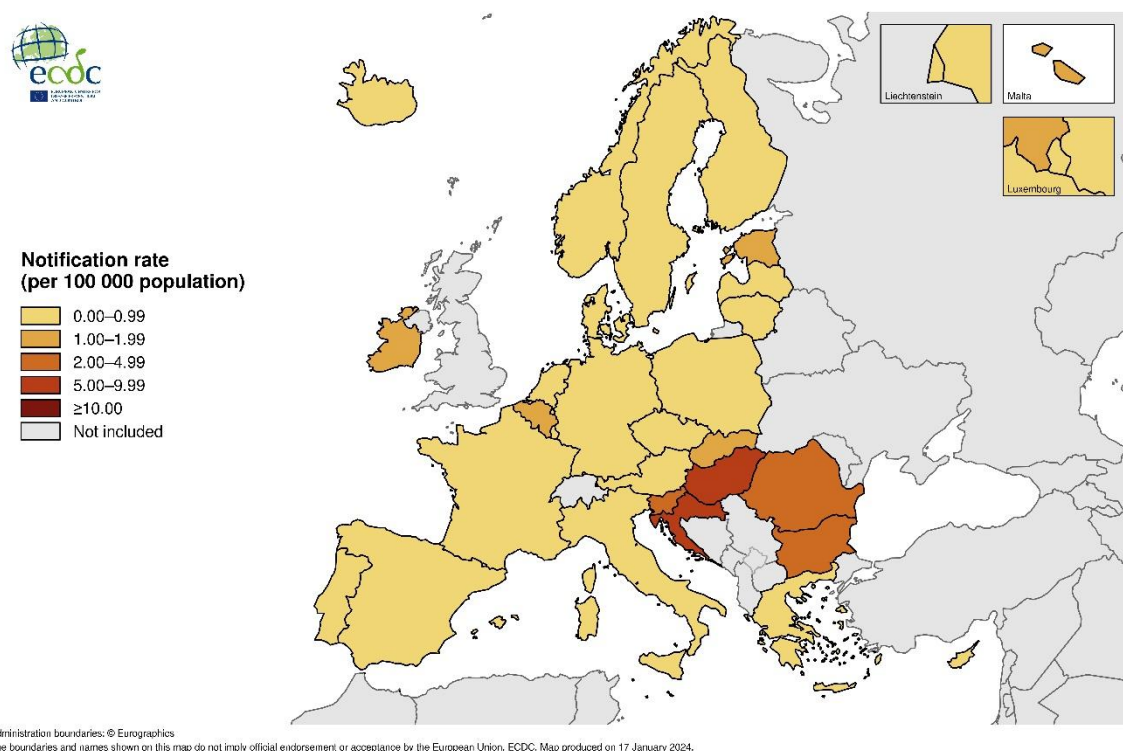 ecdc
Liechtenstein
Malta
Luxembourg
Notification rate
(per 100 000 population)
0.00–0.99
1.00–1.99
2.00–4.99
5.00–9.99
≥10.00
Not included
dministration boundaries: © Eurographics
he boundaries and names shown on this map do not imply official endorsement or acceptance by the European Union. ECDC. Map produced on 17 January 2024.